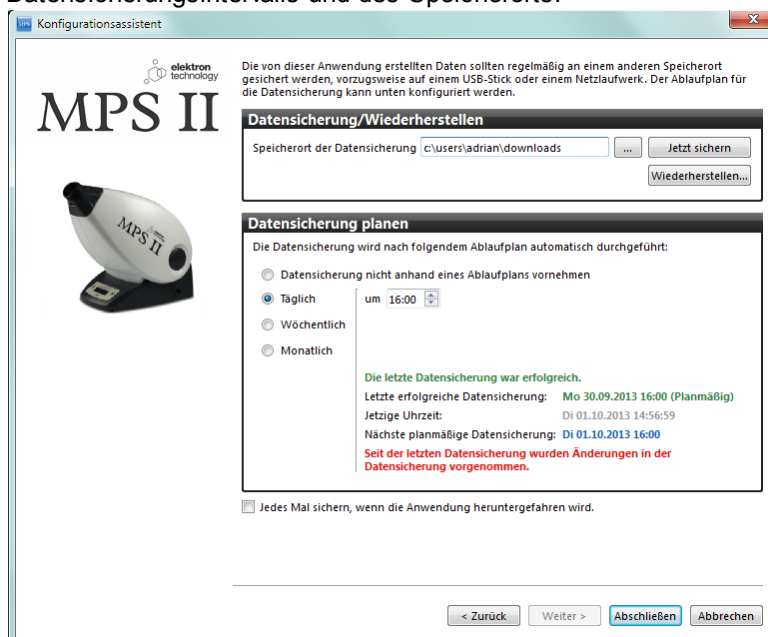 Datensicherungsintervalle und des Speicherorts.
Konfigurationsassistent
elektron
technology
MPS II
MPS II
Die von dieser Anwendung erstellten Daten sollten regelmäßig an einem anderen Speicherort
gesichert werden, vorzugsweise auf einem USB-Stick oder einem Netzlaufwerk. Der Ablaufplan für
die Datensicherung kann unten konfiguriert werden.
Datensicherung/Wiederherstellen
Speicherort der Datensicherung c:\users\adrian\downloads ... Jetzt sichern
Wiederherstellen...
Datensicherung planen
Die Datensicherung wird nach folgendem Ablaufplan automatisch durchgeführt:
Datensicherung nicht anhand eines Ablaufplans vornehmen
Täglich um 16:00
Wöchentlich
Monatlich
Die letzte Datensicherung war erfolgreich.
Letzte erfolgreiche Datensicherung: Mo 30.09.2013 16:00 (Planmäßig)
Jetzige Uhrzeit: Di 01.10.2013 14:56:59
Nächste planmäßige Datensicherung: Di 01.10.2013 16:00
Seit der letzten Datensicherung wurden Änderungen in der
Datensicherung vorgenommen.
Jedes Mal sichern, wenn die Anwendung heruntergefahren wird.
< Zurück Weiter > Abschließen Abbrechen